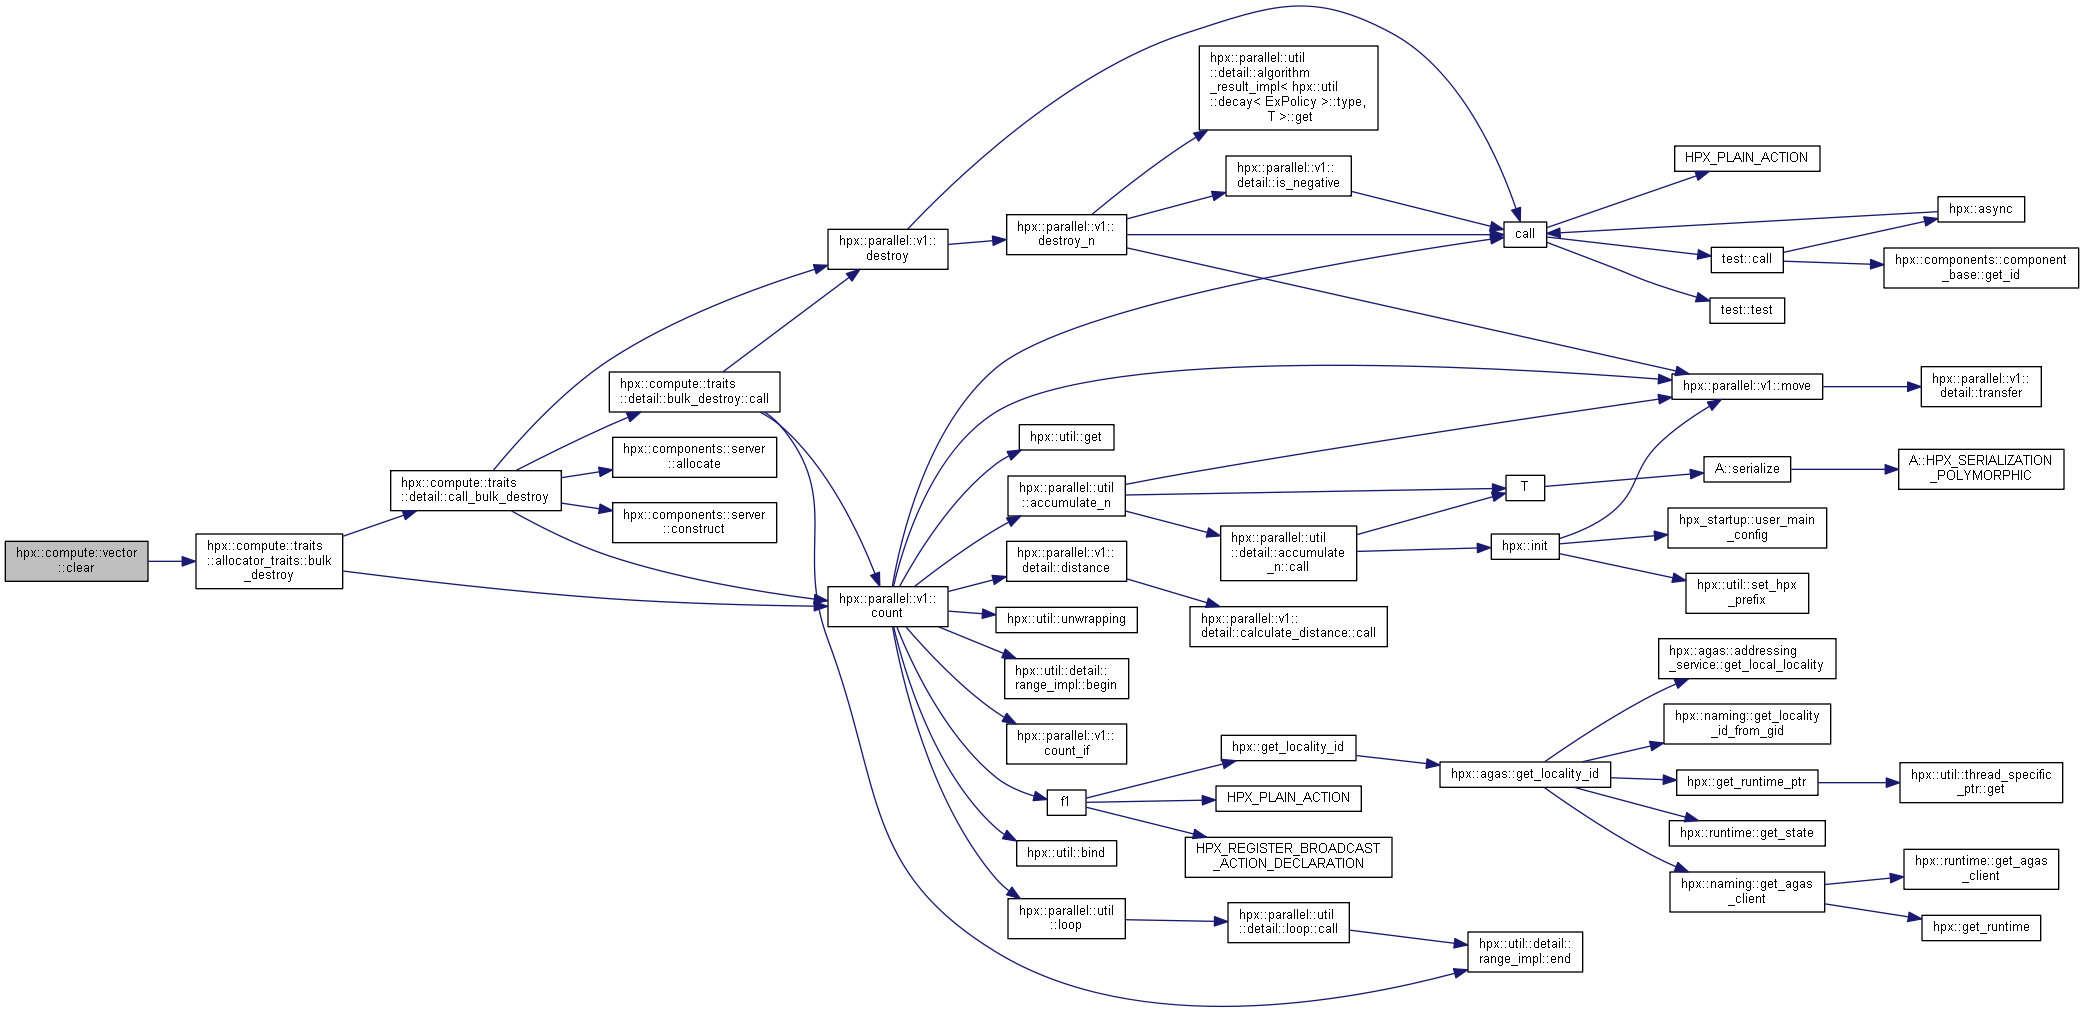 hpx::compute::vector
::clear
hpx::compute::traits
::allocator_traits::bulk
_destroy
hpx::compute::traits
::detail::call_bulk_destroy
hpx::compute::traits
::detail::bulk_destroy::call
hpx::components::server
::allocate
hpx::components::server
::construct
hpx::parallel::v1::
destroy
hpx::parallel::v1::
count
hpx::parallel::v1::
destroy_n
hpx::util::get
hpx::parallel::util
::accumulate_n
hpx::parallel::v1::
detail::distance
hpx::util::unwrapping
hpx::util::detail::
range_impl::begin
hpx::parallel::v1::
count_if
f1
hpx::util::bind
hpx::parallel::util
::loop
hpx::parallel::util
::detail::algorithm
_result_impl< hpx::util
::decay< ExPolicy >::type,
T >::get
hpx::parallel::v1::
detail::is_negative
hpx::parallel::util
::detail::accumulate
_n::call
hpx::parallel::v1::
detail::calculate_distance::call
hpx::get_locality_id
HPX_PLAIN_ACTION
HPX_REGISTER_BROADCAST
_ACTION_DECLARATION
hpx::parallel::util
::detail::loop::call
call
T
hpx::init
hpx::agas::get_locality_id
hpx::util::detail::
range_impl::end
HPX_PLAIN_ACTION
test::call
test::test
hpx::parallel::v1::move
A::serialize
hpx_startup::user_main
_config
hpx::util::set_hpx
_prefix
hpx::agas::addressing
_service::get_local_locality
hpx::naming::get_locality
_id_from_gid
hpx::get_runtime_ptr
hpx::runtime::get_state
hpx::naming::get_agas
_client
hpx::async
hpx::components::component
_base::get_id
hpx::parallel::v1::
detail::transfer
A::HPX_SERIALIZATION
_POLYMORPHIC
hpx::util::thread_specific
_ptr::get
hpx::runtime::get_agas
_client
hpx::get_runtime